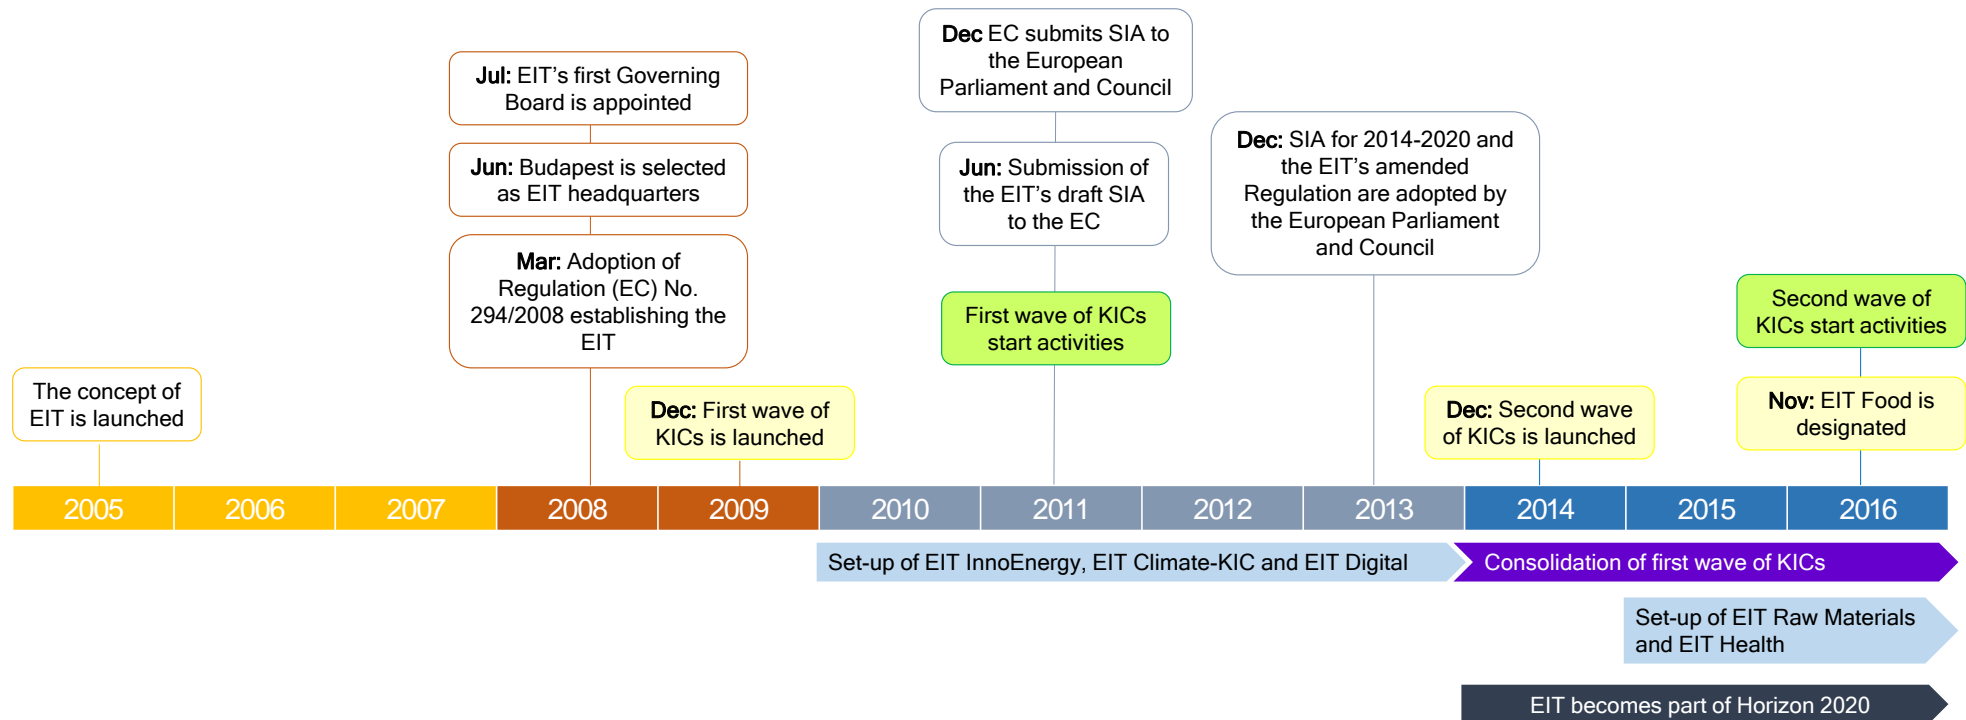 Dec EC submits SIA to
the European
Parliament and Council
Jul: EIT's first Governing
Board is appointed
Jun: Budapest is selected
as EIT headquarters
Mar: Adoption of
Regulation (EC) No.
294/2008 establishing the
EIT
Jun: Submission of
the EIT's draft SIA
to the EC
Dec: SIA for 2014-2020 and
the EIT's amended
Regulation are adopted by
the European Parliament
and Council
First wave of KICs
start activities
Second wave of
KICs start activities
The concept of
EIT is launched
Dec: First wave of
KICs is launched
Dec: Second wave
of KICs is launched
Nov: EIT Food is
designated
2005 2006 2007 2008 2009 2010 2011 2012 2013 2014 2015 2016
Set-up of EIT InnoEnergy, EIT Climate-KIC and EIT Digital
Consolidation of first wave of KICs
Set-up of EIT Raw Materials
and EIT Health
EIT becomes part of Horizon 2020